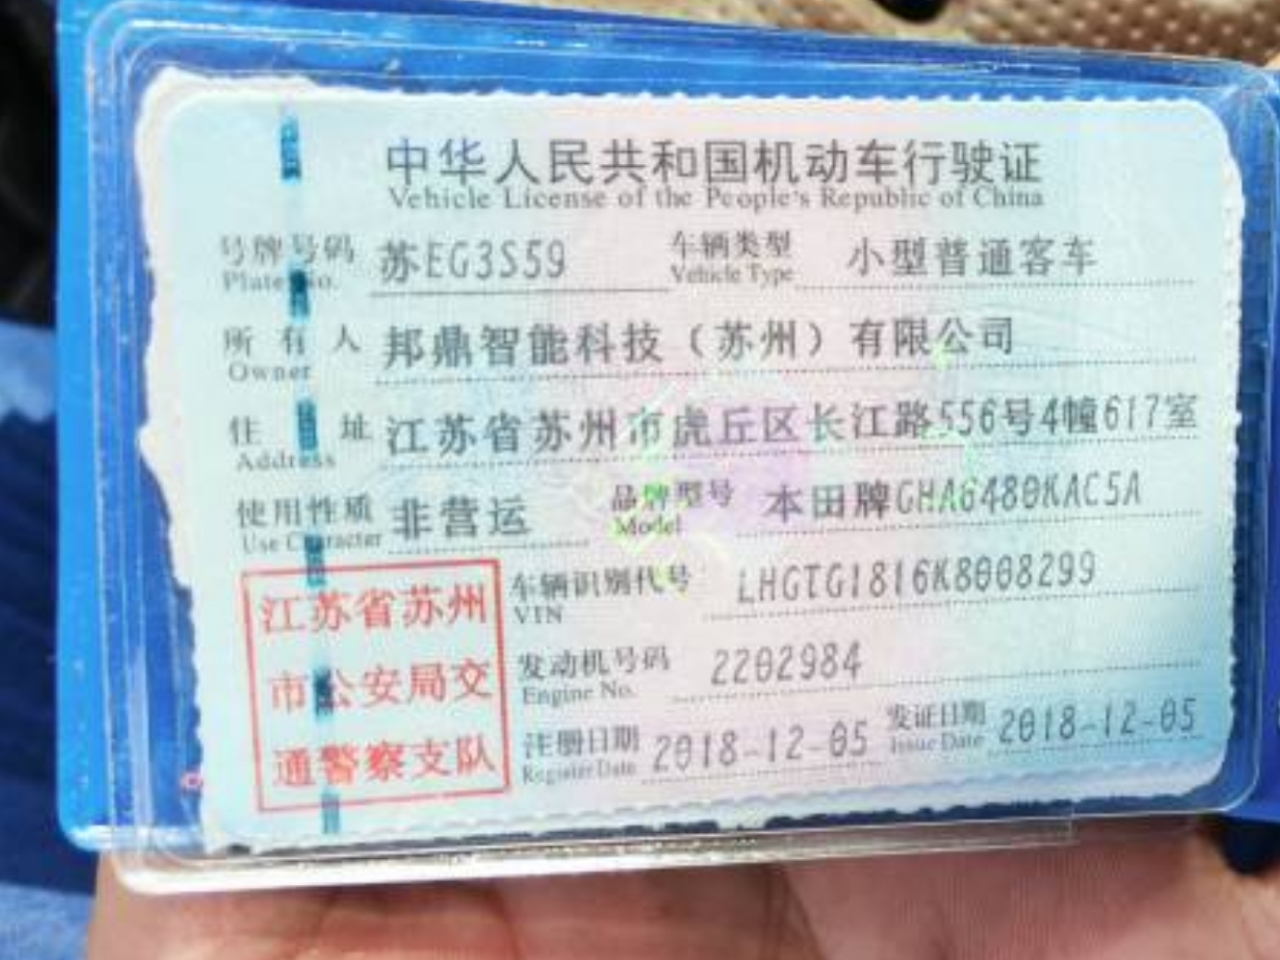 中华人民共和国机动车行驶证
Vehicle License of the People's Republic of China
号牌号码 苏EG3S59 车辆类型 小型普通客车
Plate No. Vehicle Type
所有人 邦鼎智能科技（苏州）有限公司
Owner
住址 江苏省苏州市虎丘区长江路556号4幢617室
Address
使用性质 非营运 品牌型号 本田牌GHA6480KAC5A
Use Character Model
江苏省苏州
市公安局交
通警察支队
车辆识别代号 LHGTG1816K8008299
VIN
发动机号码 2202984
Engine No.
注册日期 2018-12-05 发证日期 2018-12-05
Register Date Issue Date